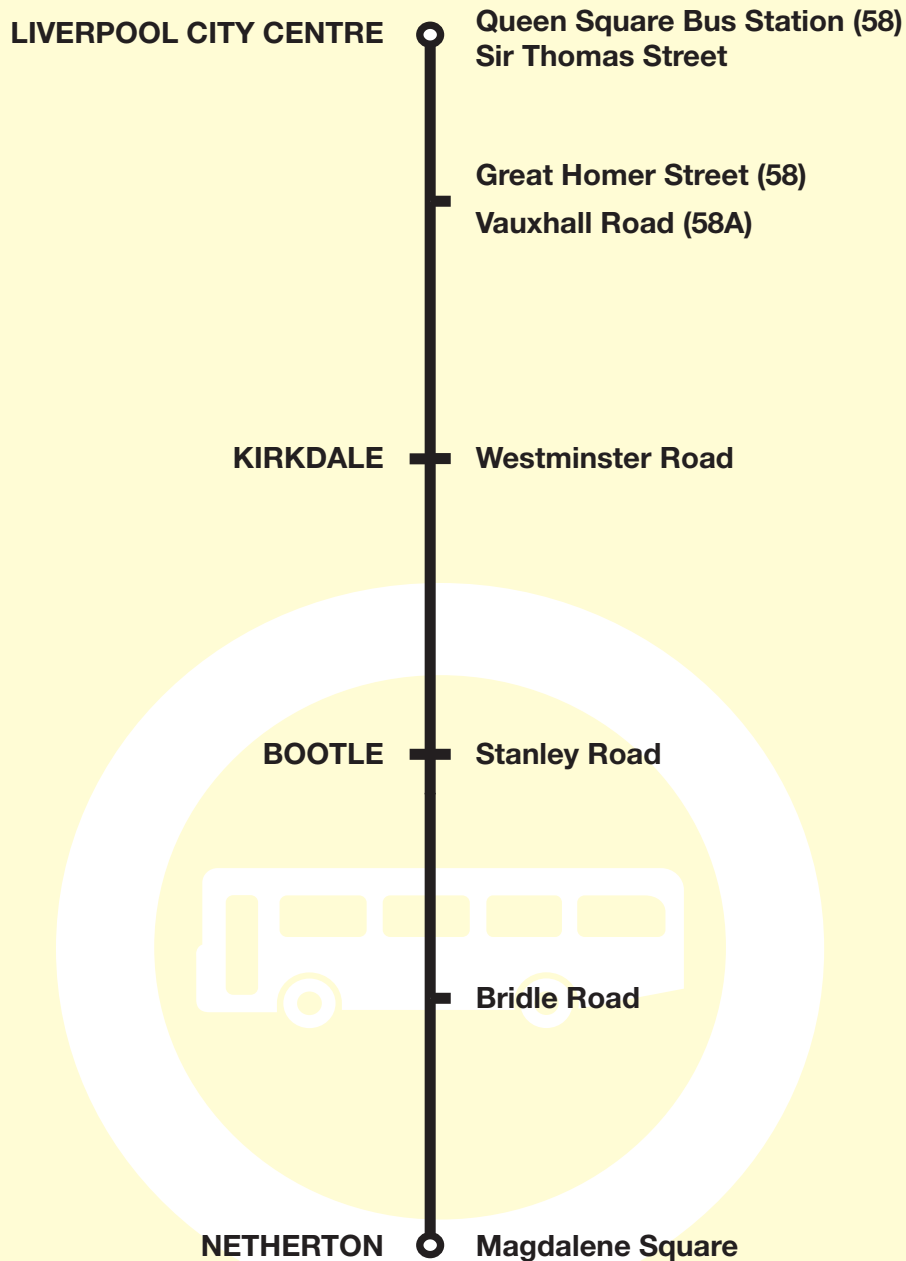 LIVERPOOL CITY CENTRE
Queen Square Bus Station (58)
Sir Thomas Street
Great Homer Street (58)
Vauxhall Road (58A)
KIRKDALE
Westminster Road
BOOTLE
Stanley Road
Bridle Road
NETHERTON
Magdalene Square